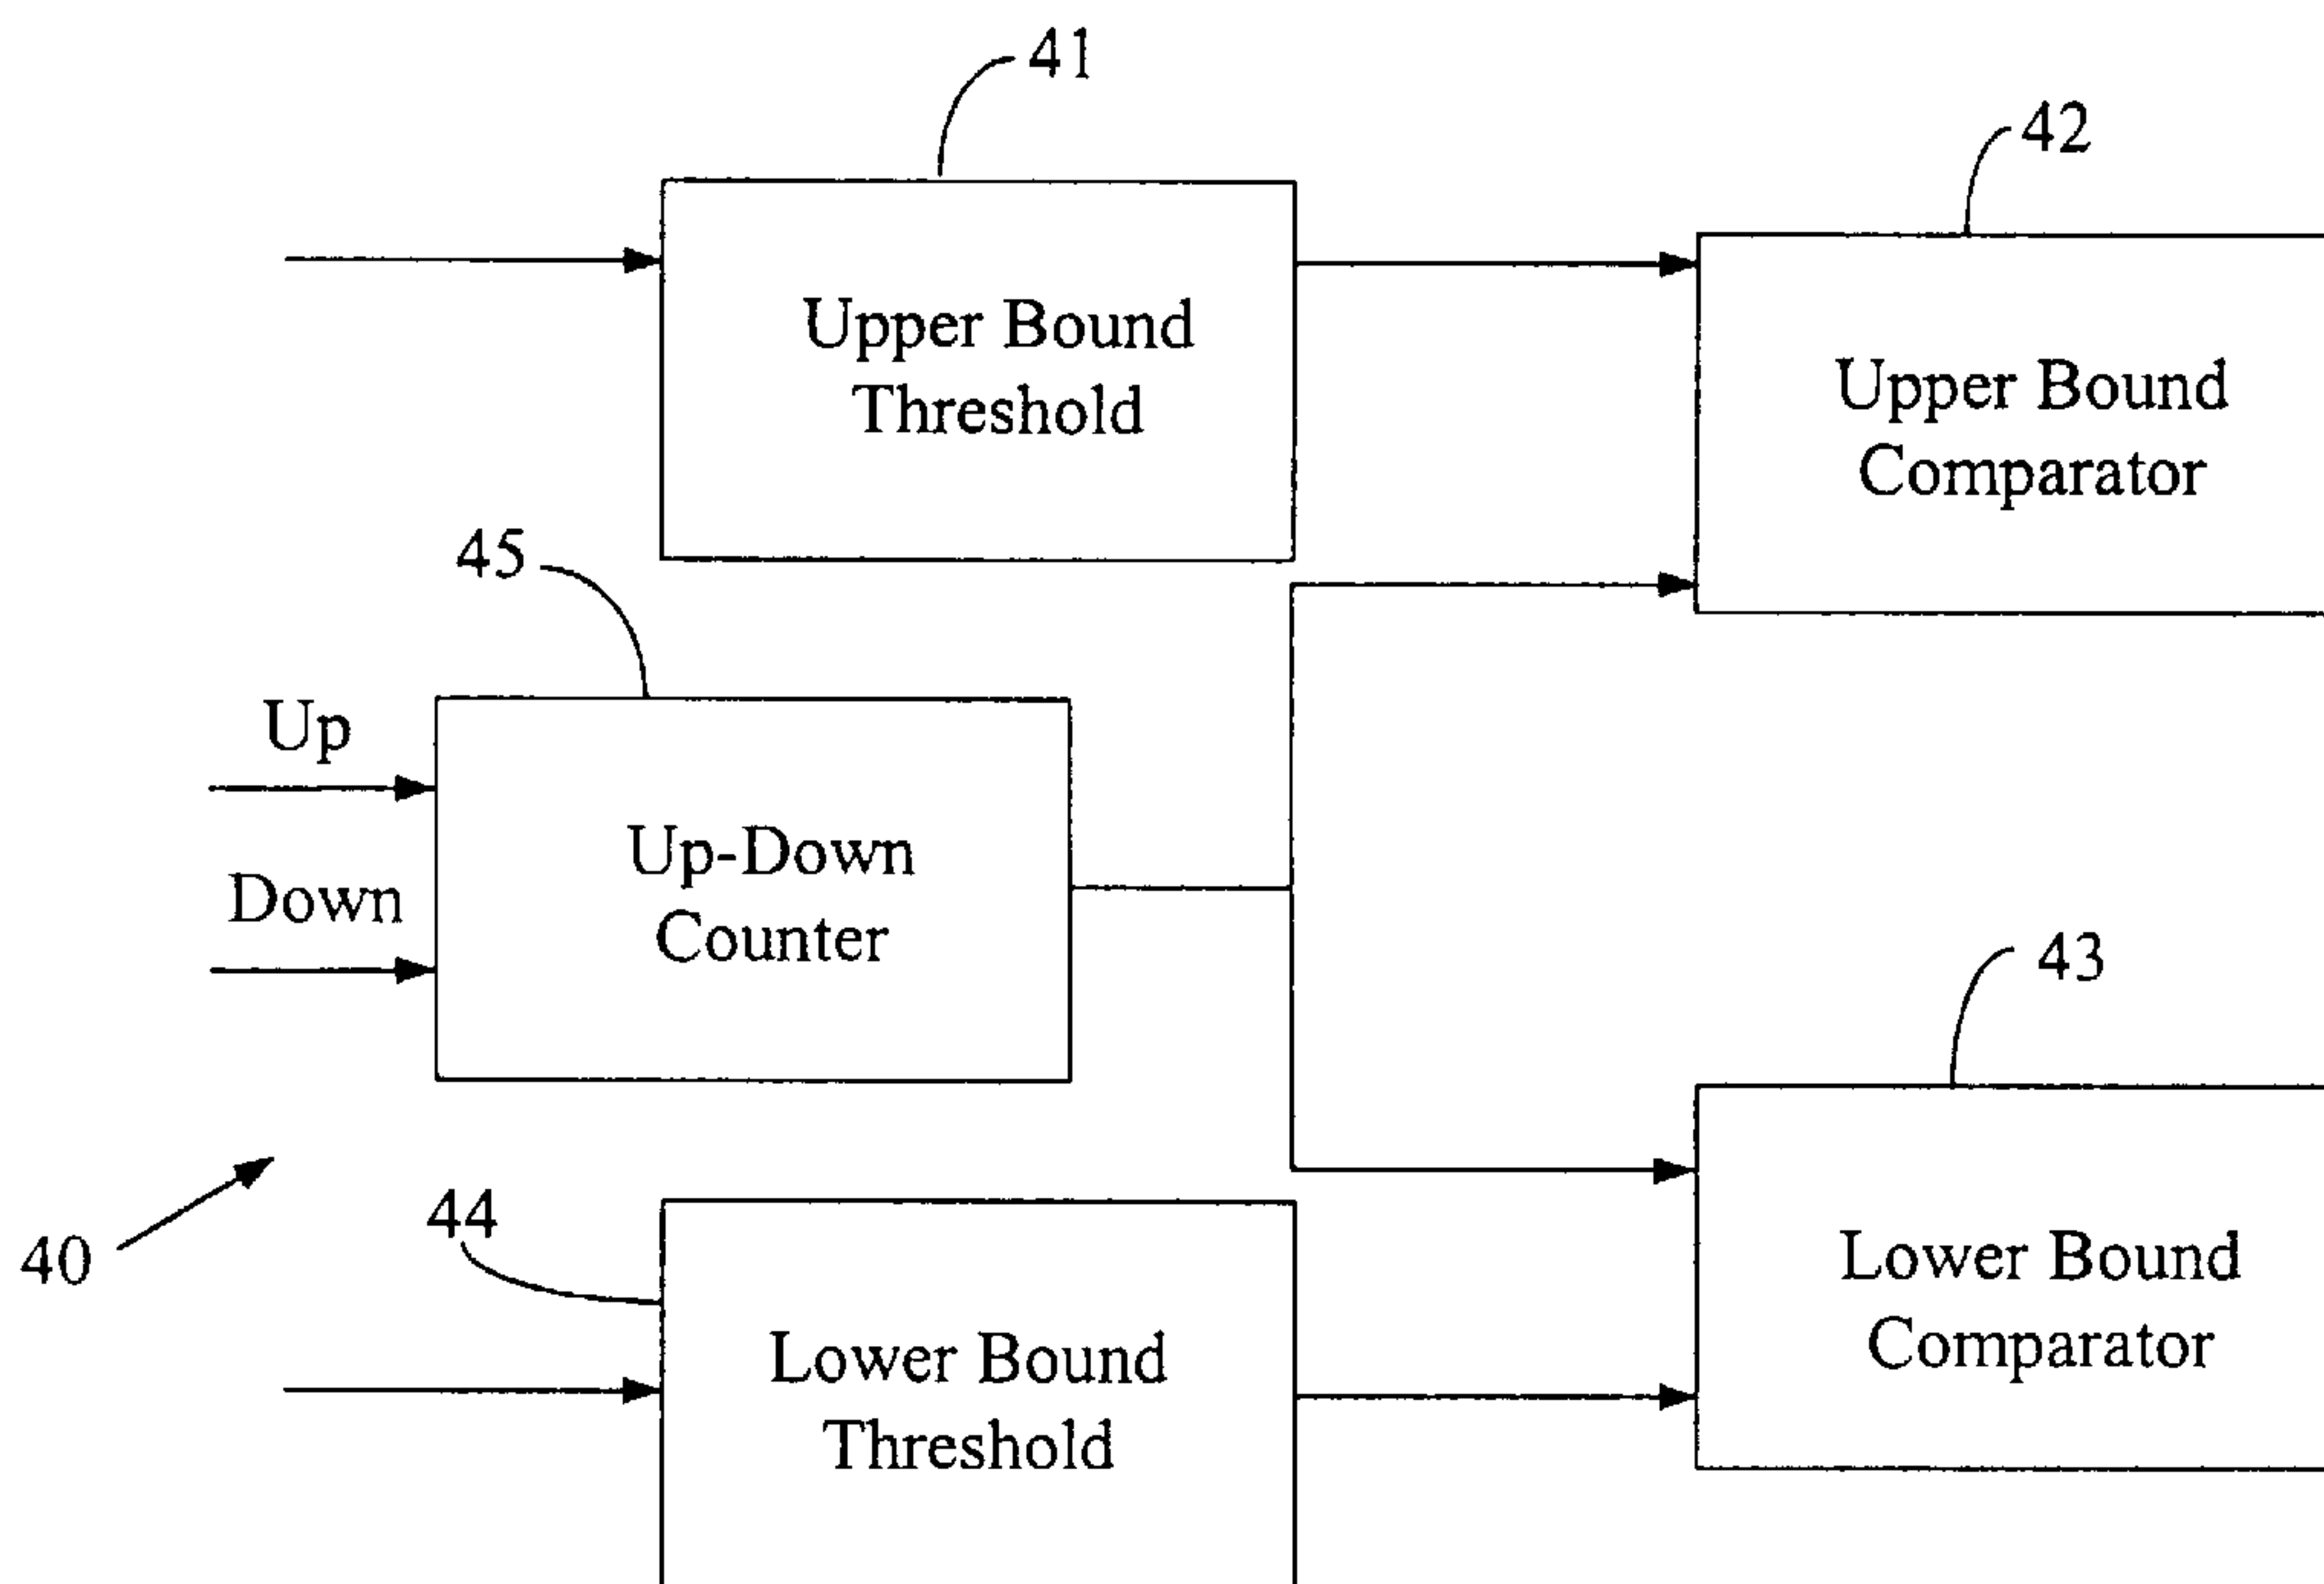 41
42
Upper Bound
Threshold
Upper Bound
Comparator
45
Up
Down
Up-Down
Counter
43
40
44
Lower Bound
Comparator
Lower Bound
Threshold